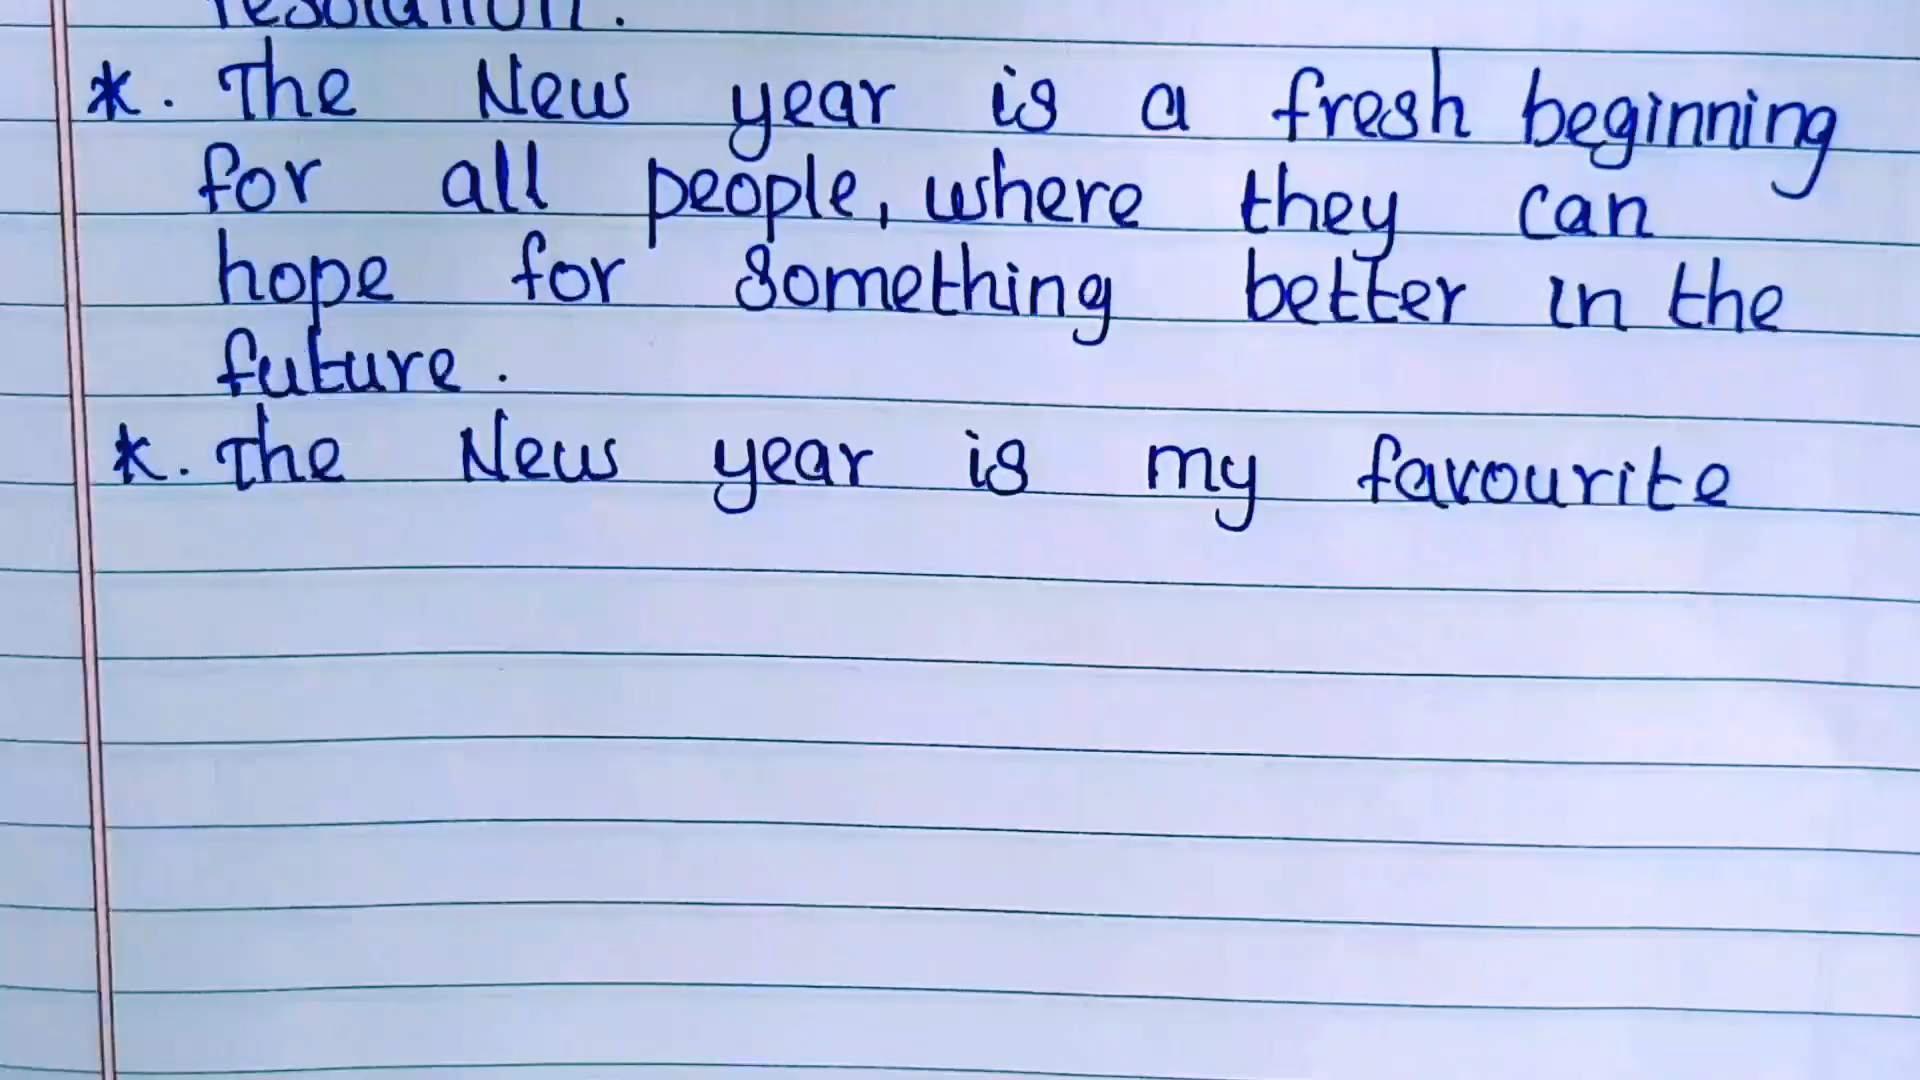 resolution.
*. The New year is a fresh beginning
for all people, where they can
hope for something better in the
future.
*. The New year is my favourite